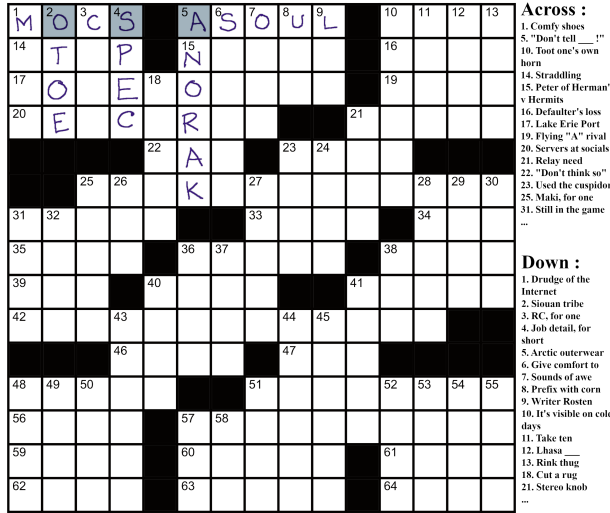 1 2 3 4 5 6 7 8 9 10 11 12 13
M O C S A S O U L
14 15 16
T P N
17 18 19
O E O
20 21
E C R
22 23 24
A
25 26 27 28 29 30
K
31 32 33 34
35 36 37 38
39 40 41
42 43 44 45
46 47
48 49 50 51 52 53 54 55
56 57 58
59 60 61
62 63 64
Across :
1. Comfy shoes
5. "Don't tell ___ !"
10. Toot one's own
horn
14. Straddling
15. Peter of Herman'
v Hermits
16. Defaulter's loss
17. Lake Erie Port
19. Flying "A" rival
20. Servers at socials
21. Relay need
22. "Don't think so"
23. Used the cuspido
25. Maki, for one
31. Still in the game
...
Down :
1. Drudge of the
Internet
2. Siouan tribe
3. RC, for one
4. Job detail, for
short
5. Arctic outerwear
6. Give comfort to
7. Sounds of awe
8. Prefix with corn
9. Writer Rosten
10. It's visible on cold
days
11. Take ten
12. Lhasa ___
13. Rink thug
18. Cut a rug
21. Stereo knob
...